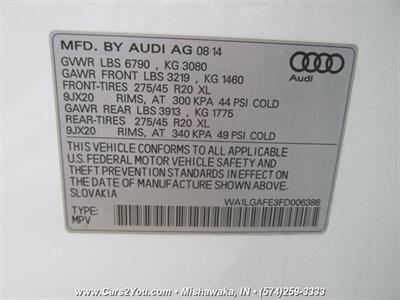 MFD. BY AUDI AG 08 14
GVWR LBS 6790 , KG 3080
GAWR FRONT LBS 3219 , KG 1460
FRONT-TIRES 275/45 R20 XL
9JX20 RIMS, AT 300 KPA 44 PSI COLD
GAWR REAR LBS 3913 , KG 1775
REAR-TIRES 275/45 R20 XL
9JX20 RIMS, AT 340 KPA 49 PSI COLD
Audi
THIS VEHICLE CONFORMS TO ALL APPLICABLE
U.S. FEDERAL MOTOR VEHICLE SAFETY AND
THEFT PREVENTION STANDARDS IN EFFECT ON
THE DATE OF MANUFACTURE SHOWN ABOVE.
SLOVAKIA
WA1LGAFE3FD006386
TYPE:
MPV
www.Cars2You.com ~ Mishawaka, IN ~ (574)259-3333